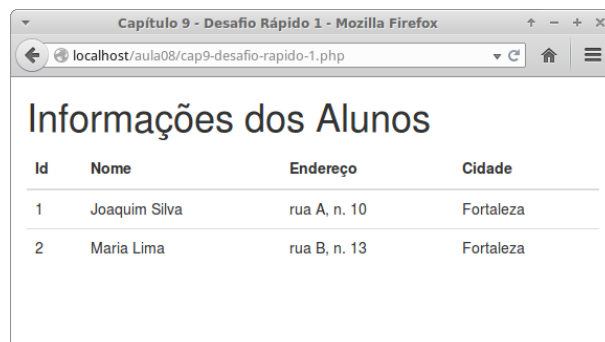 Capítulo 9 - Desafio Rápido 1 - Mozilla Firefox
localhost/aula08/cap9-desafio-rapido-1.php
Informações dos Alunos
Id Nome Endereço Cidade
1 Joaquim Silva rua A, n. 10 Fortaleza
2 Maria Lima rua B, n. 13 Fortaleza